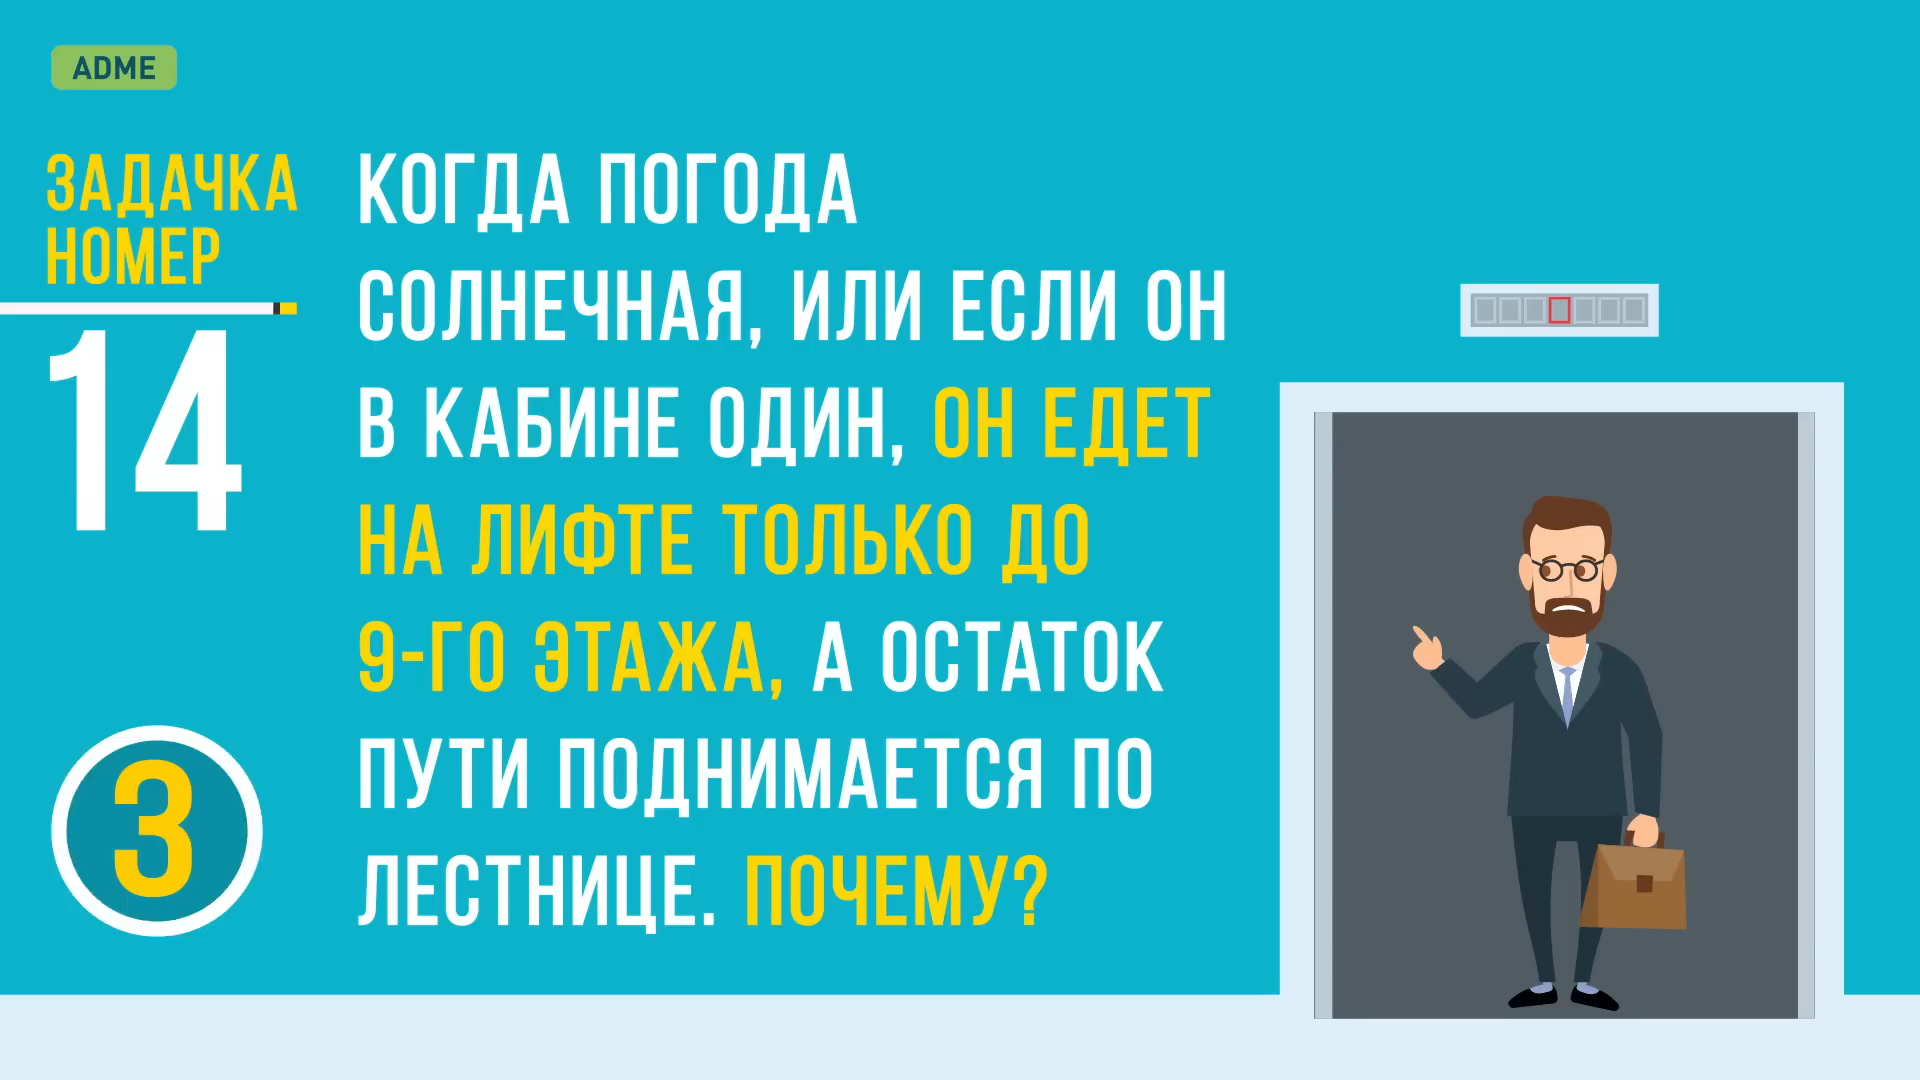 ADME
ЗАДАЧКА
НОМЕР
14
КОГДА ПОГОДА
СОЛНЕЧНАЯ, ИЛИ ЕСЛИ ОН
В КАБИНЕ ОДИН, ОН ЕДЕТ
НА ЛИФТЕ ТОЛЬКО ДО
9-ГО ЭТАЖА, А ОСТАТОК
ПУТИ ПОДНИМАЕТСЯ ПО
ЛЕСТНИЦЕ. ПОЧЕМУ?
3